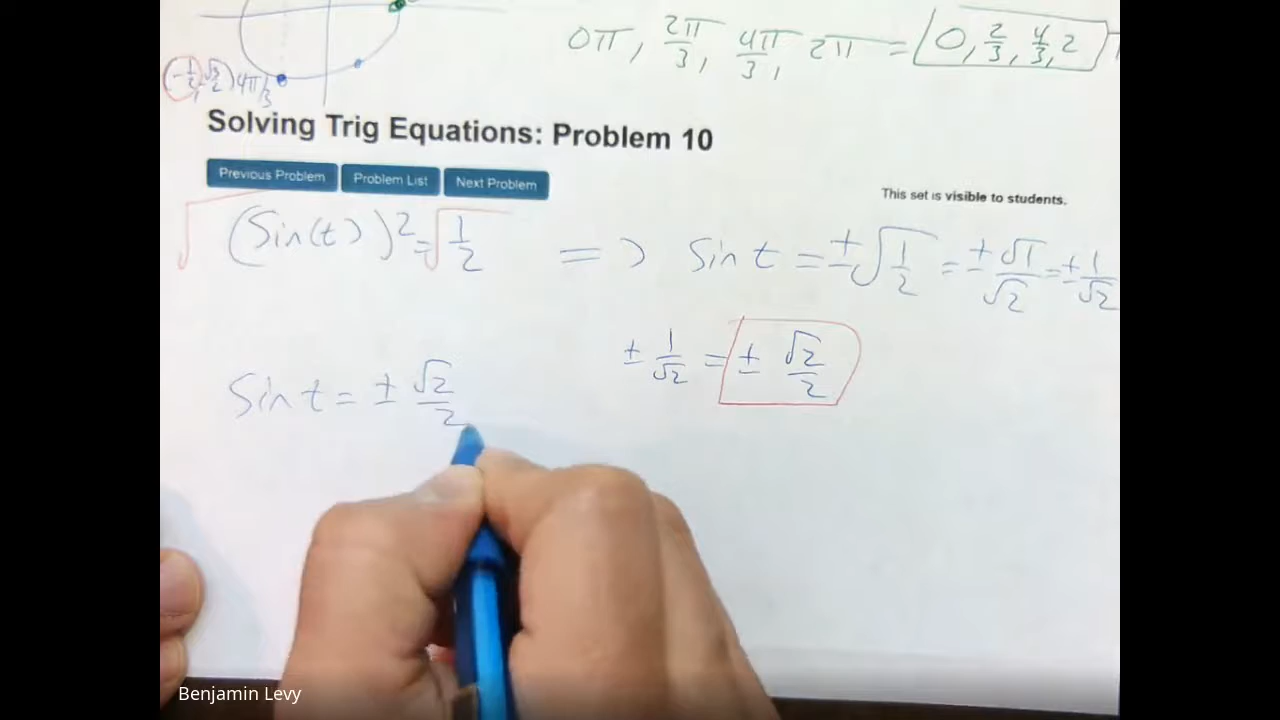 0π, 2π/3, 4π/3, 2π = 0, 2/3, 4/3, 2
(-1/2, √3/2) 4π/3
Solving Trig Equations: Problem 10
Previous Problem Problem List Next Problem
This set is visible to students.
√(Sin(t))² = √1/2 => Sin t = ± √1/2 = ± √1/√2 = ± 1/√2
± 1/√2 = ± √2/2
Sin t = ± √2/2
Benjamin Levy